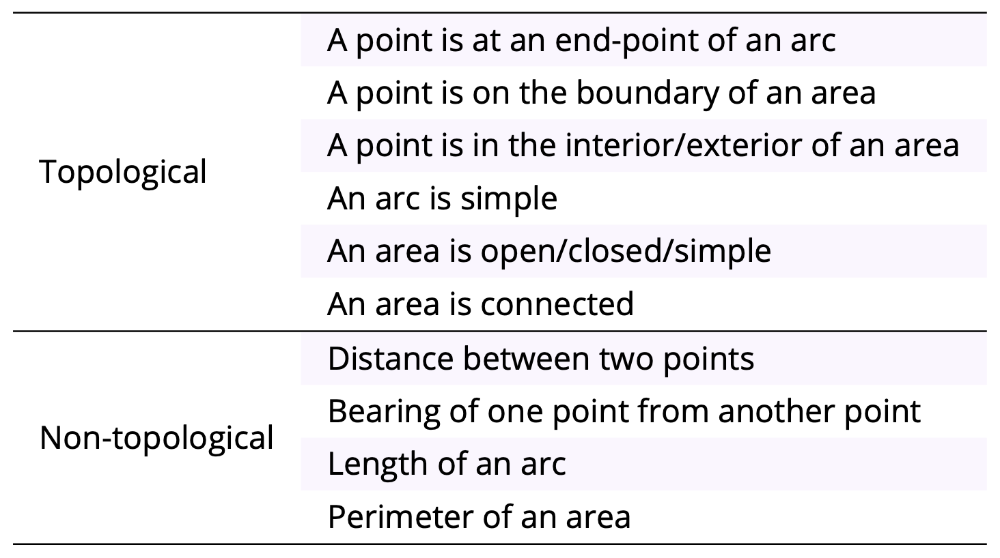 Topological
A point is at an end-point of an arc
A point is on the boundary of an area
A point is in the interior/exterior of an area
An arc is simple
An area is open/closed/simple
An area is connected
Non-topological
Distance between two points
Bearing of one point from another point
Length of an arc
Perimeter of an area